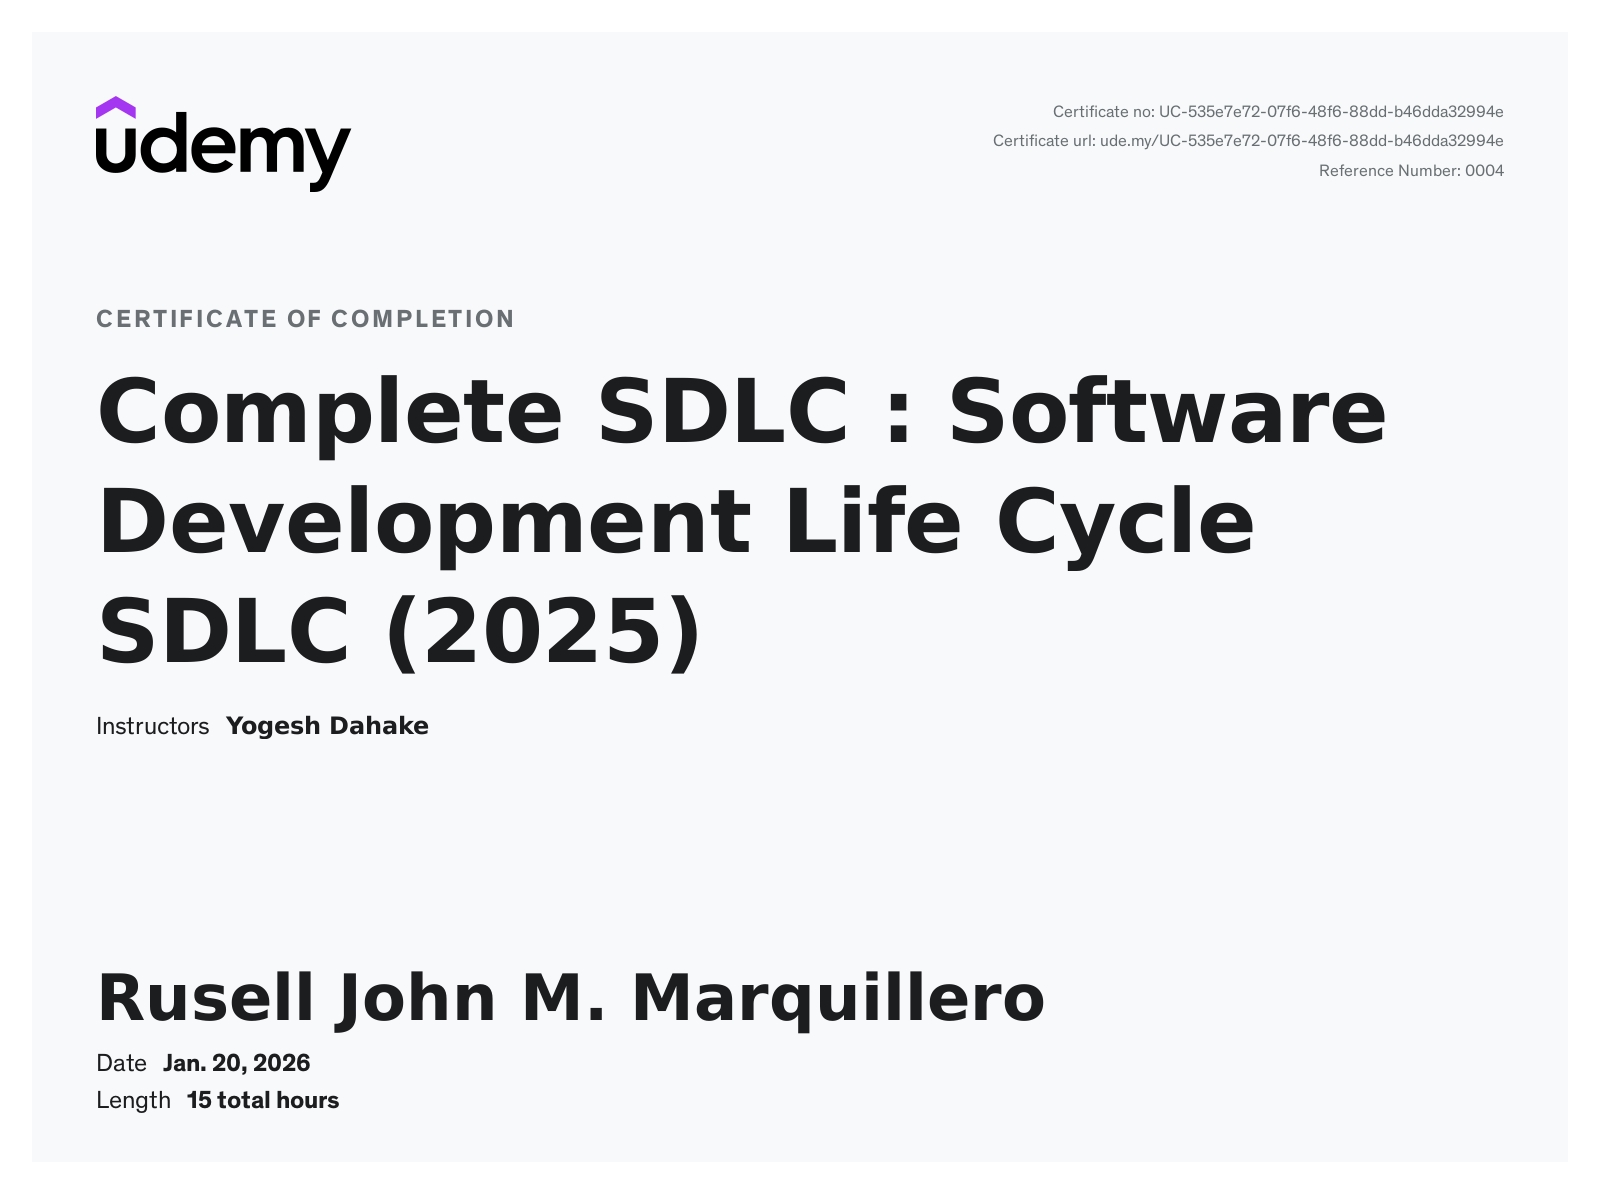 udemy
Certificate no: UC-535e7e72-07f6-48f6-88dd-b46dda32994e
Certificate url: ude.my/UC-535e7e72-07f6-48f6-88dd-b46dda32994e
Reference Number: 0004
CERTIFICATE OF COMPLETION
Complete SDLC : Software
Development Life Cycle
SDLC (2025)
Instructors Yogesh Dahake
Rusell John M. Marquillero
Date Jan. 20, 2026
Length 15 total hours